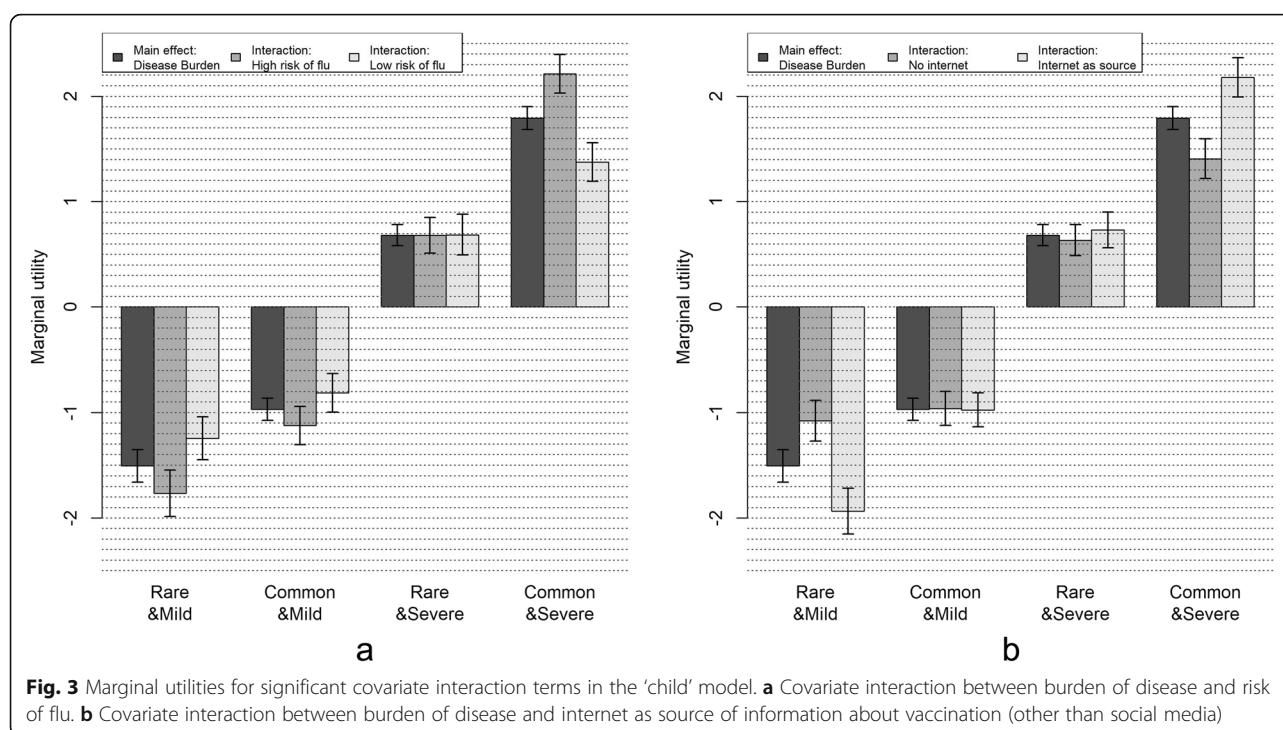 Main effect:
Disease Burden
Interaction:
High risk of flu
Interaction:
Low risk of flu
Marginal utility
2
1
0
-1
-2
Rare
&Mild
Common
&Mild
Rare
&Severe
Common
&Severe
a
Main effect:
Disease Burden
Interaction:
No internet
Interaction:
Internet as source
Marginal utility
2
1
0
-1
-2
Rare
&Mild
Common
&Mild
Rare
&Severe
Common
&Severe
b
Fig. 3 Marginal utilities for significant covariate interaction terms in the ‘child’ model. a Covariate interaction between burden of disease and risk
of flu. b Covariate interaction between burden of disease and internet as source of information about vaccination (other than social media)